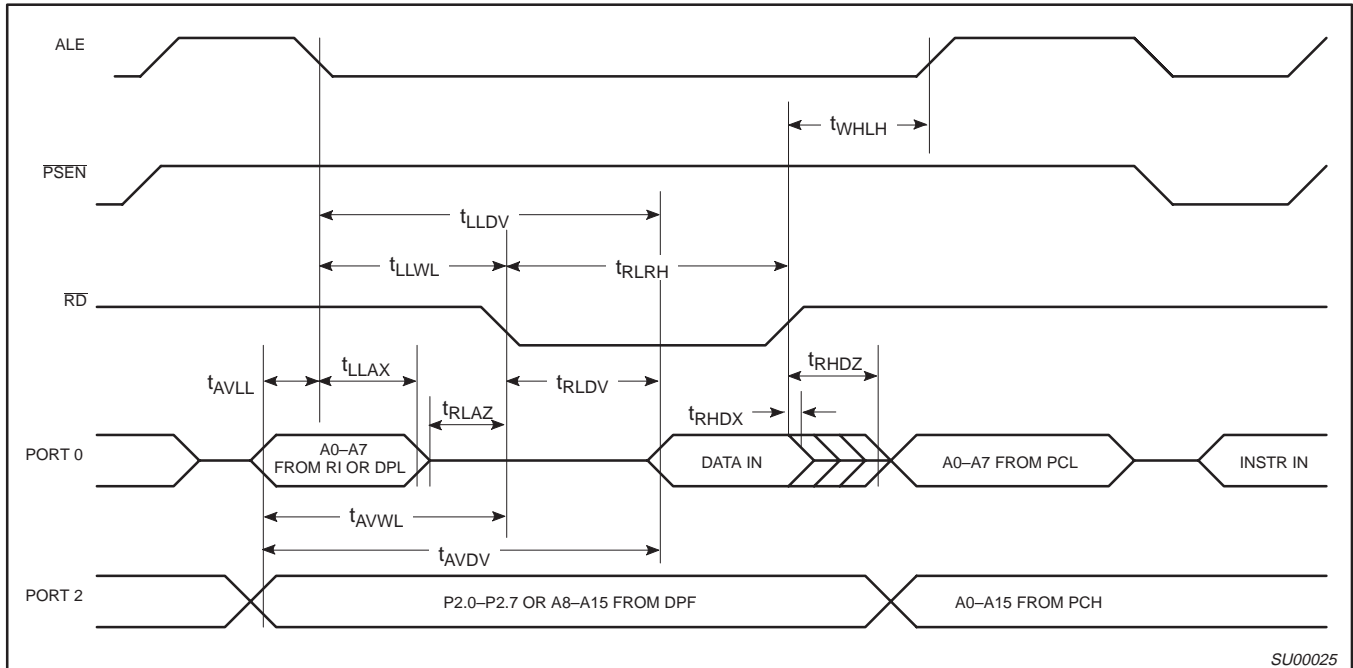 ALE
tWHLH
PSEN
tLLDV
tLLWL
tRLRH
RD
tAVLL
tLLAX
tRLAZ
tRLDV
tRHDZ
tRHDX
PORT 0
A0–A7
FROM RI OR DPL
DATA IN
A0–A7 FROM PCL
INSTR IN
tAVWL
tAVDV
PORT 2
P2.0–P2.7 OR A8–A15 FROM DPF
A0–A15 FROM PCH
SU00025